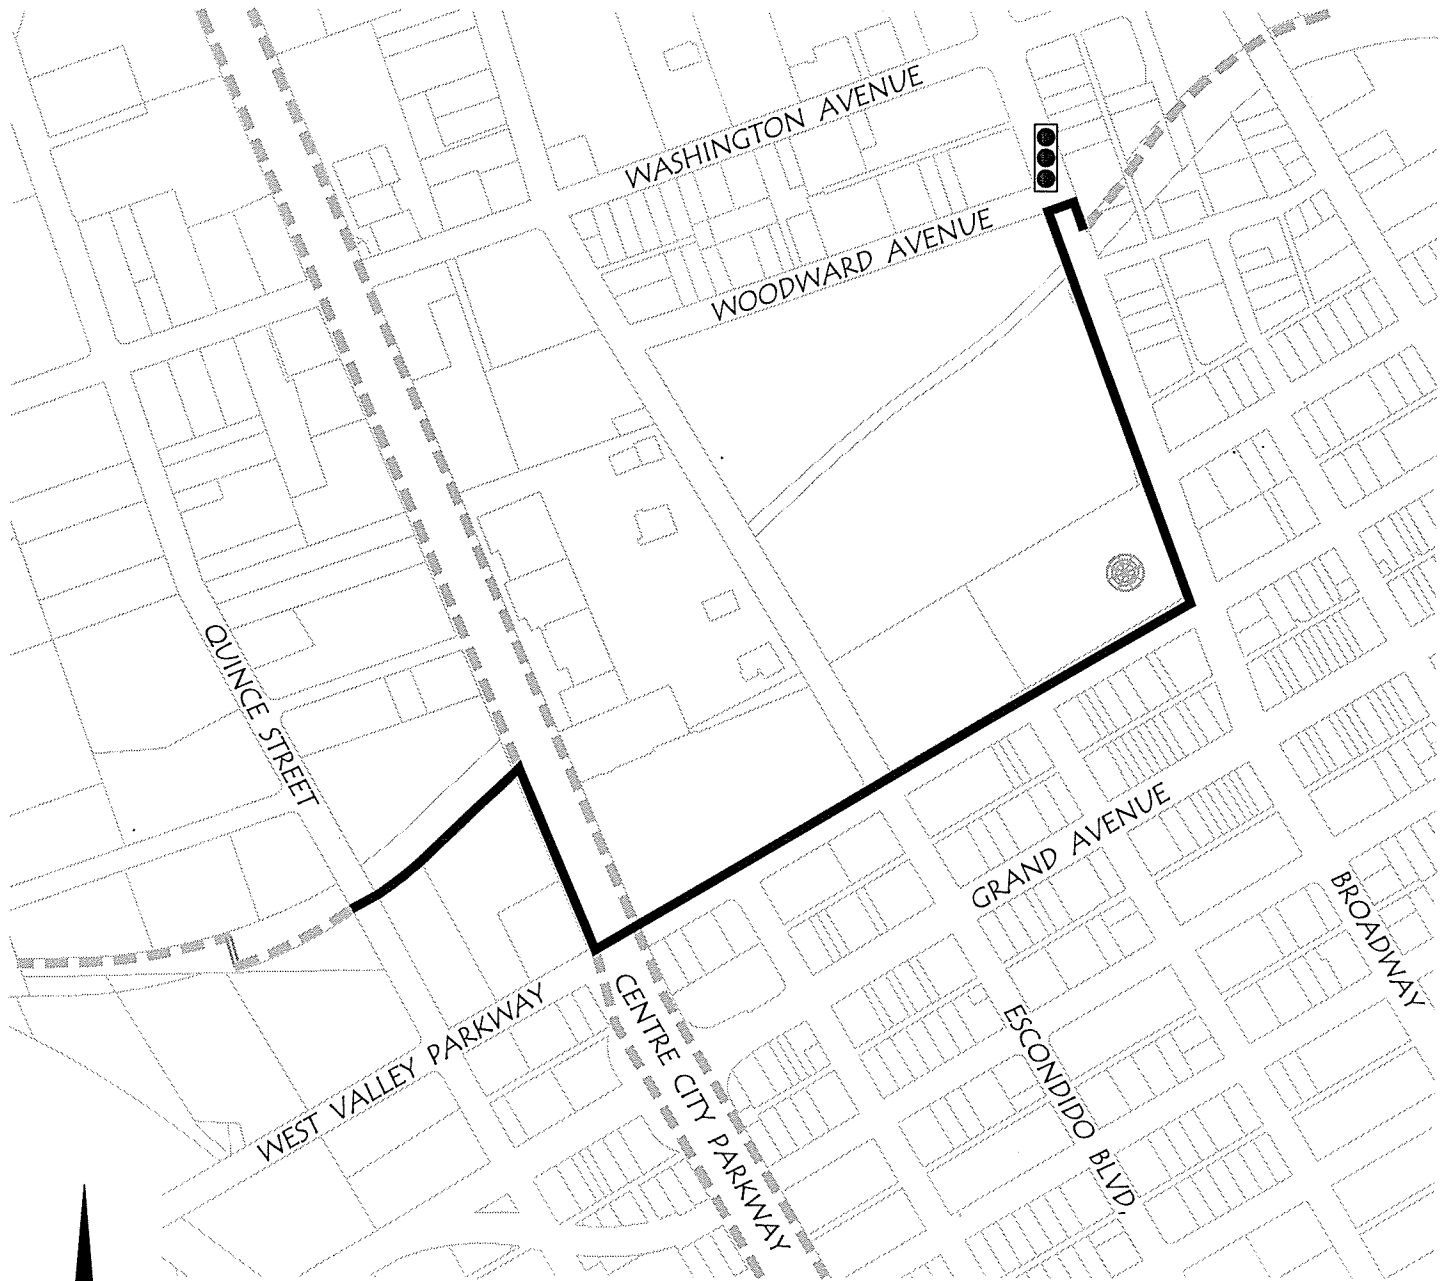 WASHINGTON AVENUE
WOODWARD AVENUE
QUINCE STREET
GRAND AVENUE
BROADWAY
WEST VALLEY PARKWAY
CENTRE CITY PARKWAY
ESCONDIDO BLVD,